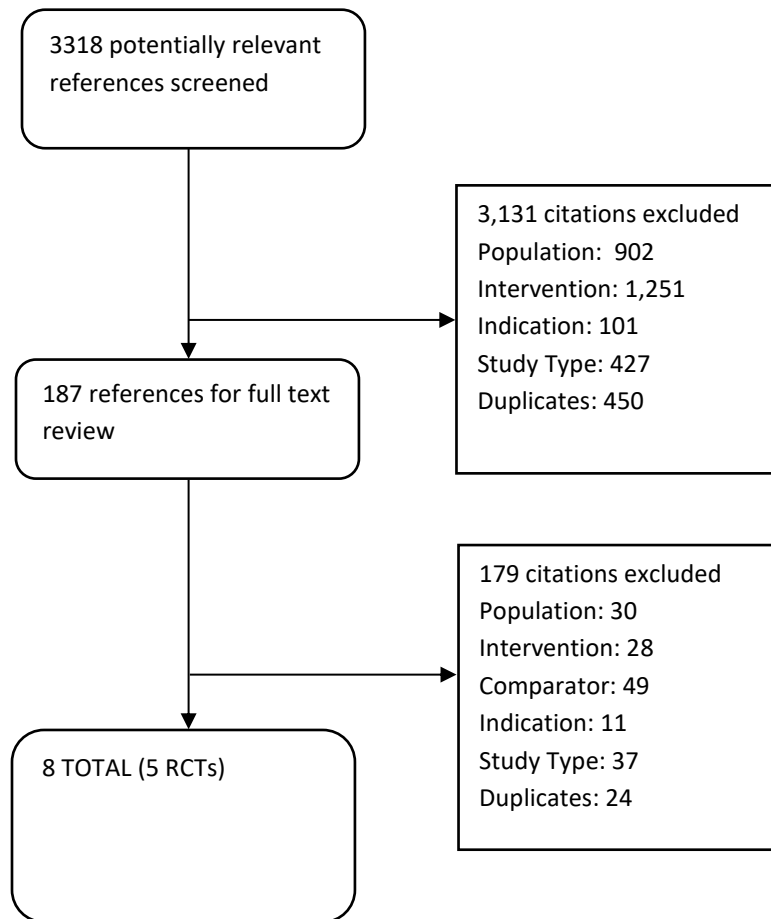 3318 potentially relevant
references screened
3,131 citations excluded
Population:  902
Intervention: 1,251
Indication: 101
Study Type: 427
Duplicates: 450
187 references for full text
review
179 citations excluded
Population: 30
Intervention: 28
Comparator: 49
Indication: 11
Study Type: 37
Duplicates: 24
8 TOTAL (5 RCTs)